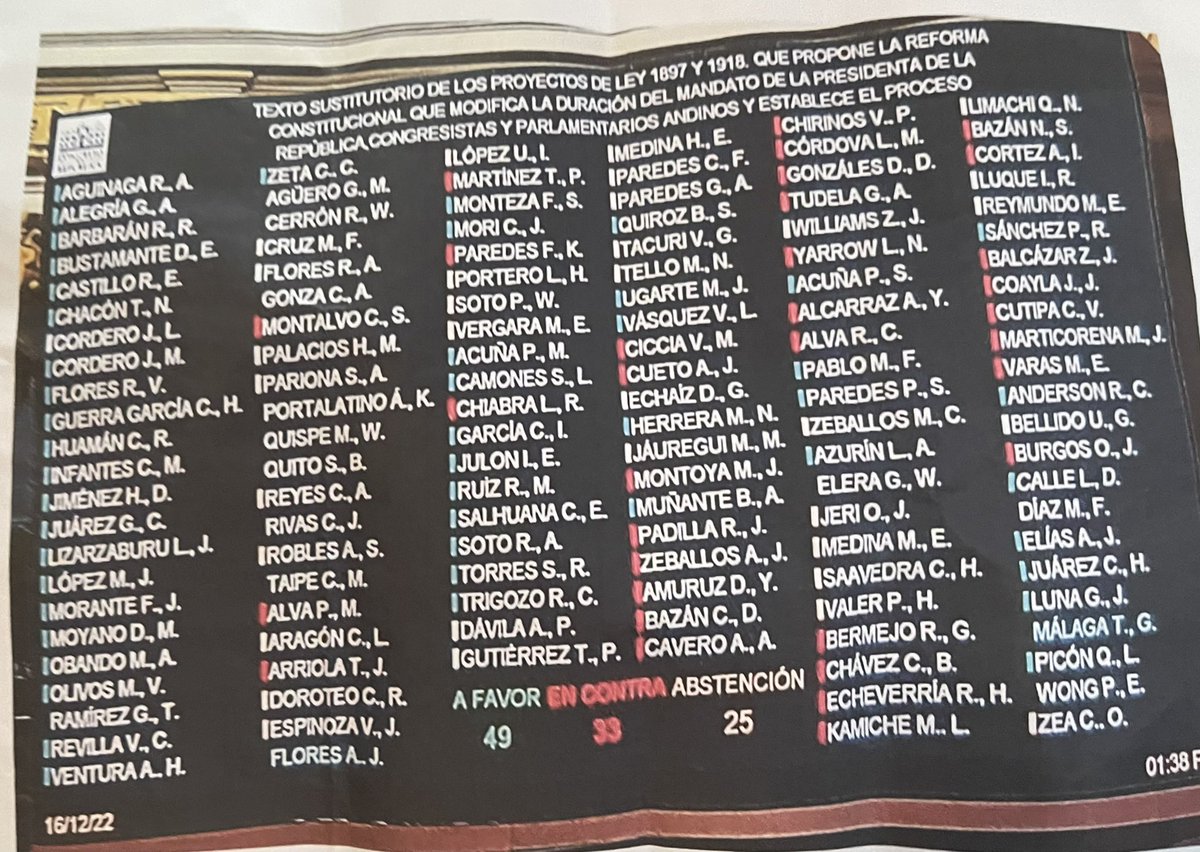 TEXTO SUSTITUTORIO DE LOS PROYECTOS DE LEY 1897 Y 1918. QUE PROPONE LA REFORMA
CONSTITUCIONAL QUE MODIFICA LA DURACIÓN DEL MANDATO DE LA PRESIDENTA DE LA
REPÚBLICA, CONGRESISTAS Y PARLAMENTARIOS ANDINOS Y ESTABLECE EL PROCESO
AGUINAGA R., A.
ALEGRÍA G., A.
BARBARÁN R., R.
BUSTAMANTE D., E.
CASTILLO R., E.
CHACÓN T., N.
CORDERO J., L.
CORDERO J., M.
FLORES R., V.
GUERRA GARCÍA C., H.
HUAMÁN C., R.
INFANTES C., M.
JIMÉNEZ H., D.
JUÁREZ G., C.
LIZARZABURU L., J.
LÓPEZ M., J.
MORANTE F., J.
MOYANO D., M.
OBANDO M., A.
OLIVOS M., V.
RAMÍREZ G., T.
REVILLA V., C.
VENTURA A., H.
ZETA C., C.
AGÜERO G., M.
CERRÓN R., W.
CRUZ M., F.
FLORES R., A.
GONZA C., A.
MONTALVO C., S.
PALACIOS H., M.
PARIONA S., A.
PORTALATINO Á., K.
QUISPE M., W.
QUITO S., B.
REYES C., A.
RIVAS C., J.
ROBLES A., S.
TAIPE C., M.
ALVA P., M.
ARAGÓN C., L.
ARRIOLA T., J.
DOROTEO C., R.
ESPINOZA V., J.
FLORES A., J.
LÓPEZ U., I.
MARTÍNEZ T., P.
MONTEZA F., S.
MORI C., J.
PAREDES F., K.
PORTERO L., H.
SOTO P., W.
VERGARA M., E.
ACUÑA P., M.
CAMONES S., L.
CHIABRA L., R.
GARCÍA C., I.
JULON I., E.
RUÍZ R., M.
SALHUANA C., E.
SOTO R., A.
TORRES S., R.
TRIGOZO R., C.
DÁVILA A., P.
GUTIÉRREZ T., P.
MEDINA H., E.
PAREDES C., F.
PAREDES G., A.
QUIROZ B., S.
TACURI V., G.
TELLO M., N.
UGARTE M., J.
VÁSQUEZ V., L.
CICCIA V., M.
CUETO A., J.
ECHAÍZ D., G.
HERRERA M., N.
JÁUREGUI M., M.
MONTOYA M., J.
MUÑANTE B., A.
PADILLA R., J.
ZEBALLOS A., J.
AMURUZ D., Y.
BAZÁN C., D.
CAVERO A., A.
CHIRINOS V., P.
CÓRDOVA L., M.
GONZÁLES D., D.
TUDELA G., A.
WILLIAMS Z., J.
YARROW L., N.
ACUÑA P., S.
ALCARRAZ A., Y.
ALVA R., C.
PABLO M., F.
PAREDES P., S.
ZEBALLOS M., C.
AZURÍN L., A.
ELERA G., W.
JERI O., J.
MEDINA M., E.
SAAVEDRA C., H.
VALER P., H.
BERMEJO R., G.
CHÁVEZ C., B.
ECHEVERRÍA R., H.
KAMICHE M., L.
LIMACHI Q., N.
BAZÁN N., S.
CORTEZ A., I.
LUQUE I., R.
REYMUNDO M., E.
SÁNCHEZ P., R.
BALCÁZAR Z., J.
COAYLA J., J.
CUTIPA C., V.
MARTICORENA M., J.
VARAS M., E.
ANDERSON R., C.
BELLIDO U., G.
BURGOS O., J.
CALLE L., D.
DÍAZ M., F.
ELÍAS A., J.
JUÁREZ C., H.
LUNA G., J.
MÁLAGA T., G.
PICÓN Q., L.
WONG P., E.
ZEA C., O.
A FAVOR EN CONTRA ABSTENCIÓN
49 33 25
16/12/22
01:38 P